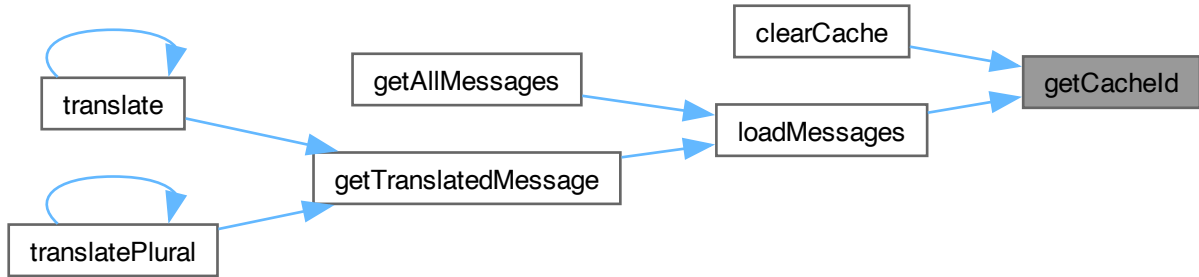 clearCache
getCacheId
getAllMessages
translate
loadMessages
getTranslatedMessage
translatePlural